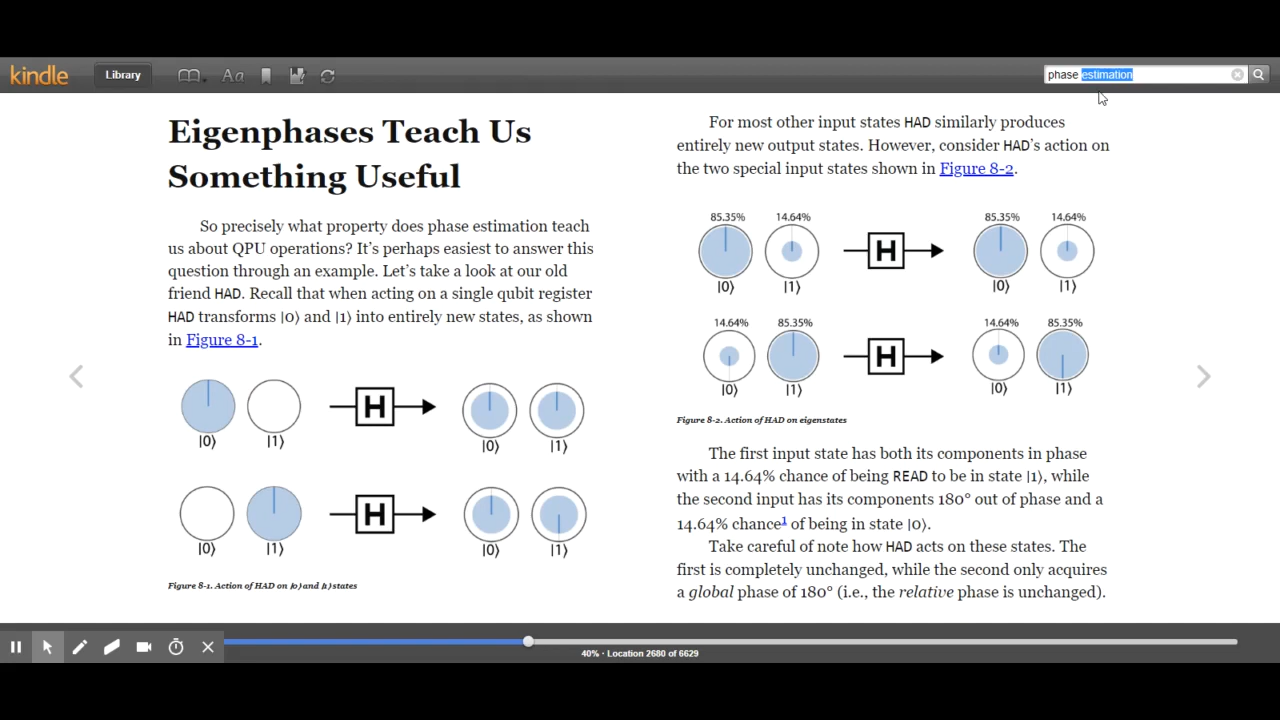 kindle
Library
Aa
phase estimation
Eigenphases Teach Us
Something Useful
So precisely what property does phase estimation teach
us about QPU operations? It’s perhaps easiest to answer this
question through an example. Let’s take a look at our old
friend HAD. Recall that when acting on a single qubit register
HAD transforms |0⟩ and |1⟩ into entirely new states, as shown
in Figure 8-1.
|0⟩ |1⟩ H |0⟩ |1⟩
|0⟩ |1⟩ H |0⟩ |1⟩
Figure 8-1. Action of HAD on |0⟩ and |1⟩ states
For most other input states HAD similarly produces
entirely new output states. However, consider HAD’s action on
the two special input states shown in Figure 8-2.
85.35% 14.64% 85.35% 14.64%
H
|0⟩ |1⟩ |0⟩ |1⟩
14.64% 85.35% 14.64% 85.35%
H
|0⟩ |1⟩ |0⟩ |1⟩
Figure 8-2. Action of HAD on eigenstates
The first input state has both its components in phase
with a 14.64% chance of being READ to be in state |1⟩, while
the second input has its components 180° out of phase and a
14.64% chance¹ of being in state |0⟩.
Take careful of note how HAD acts on these states. The
first is completely unchanged, while the second only acquires
a global phase of 180° (i.e., the relative phase is unchanged).
40% · Location 2680 of 6629